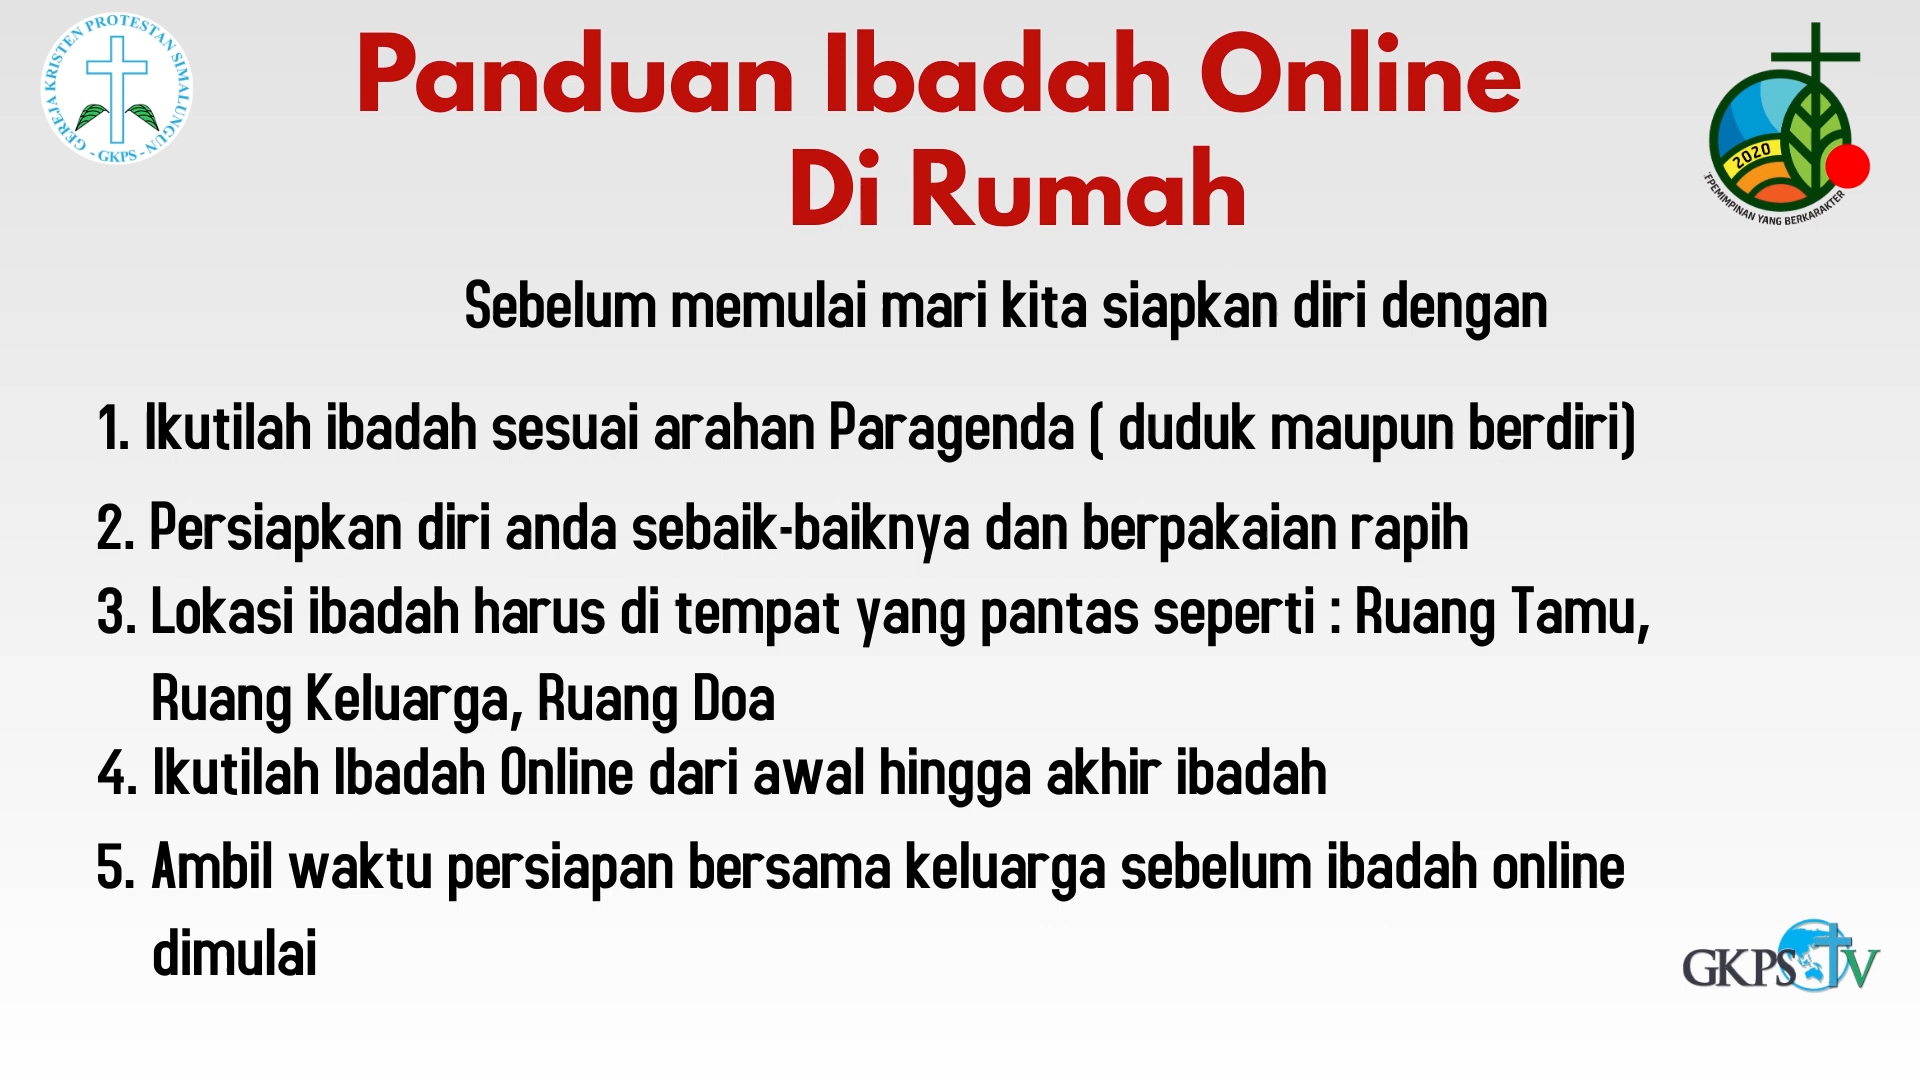 GEREJA KRISTEN PROTESTAN SIMALUNGUN
- GKPS -
Panduan Ibadah Online
Di Rumah
2020
EPEMIMPINAN YANG BERKARAKTER
Sebelum memulai mari kita siapkan diri dengan
1. Ikutilah ibadah sesuai arahan Paragenda ( duduk maupun berdiri)
2. Persiapkan diri anda sebaik-baiknya dan berpakaian rapih
3. Lokasi ibadah harus di tempat yang pantas seperti : Ruang Tamu,
Ruang Keluarga, Ruang Doa
4. Ikutilah Ibadah Online dari awal hingga akhir ibadah
5. Ambil waktu persiapan bersama keluarga sebelum ibadah online
dimulai
GKPS TV